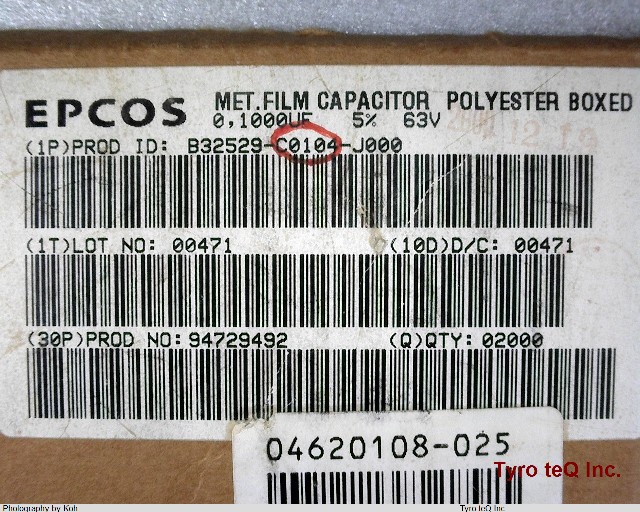 EPCOS MET.FILM CAPACITOR POLYESTER BOXED
0,1000UF 5% 63V
(1P)PROD ID: B32529-C0104-J000
(1T)LOT NO: 00471 (10D)D/C: 00471
(30P)PROD NO:94729492 (Q)QTY: 02000
04620108-025
Tyro teQ Inc.
Photography by Koh Tyro teQ Inc